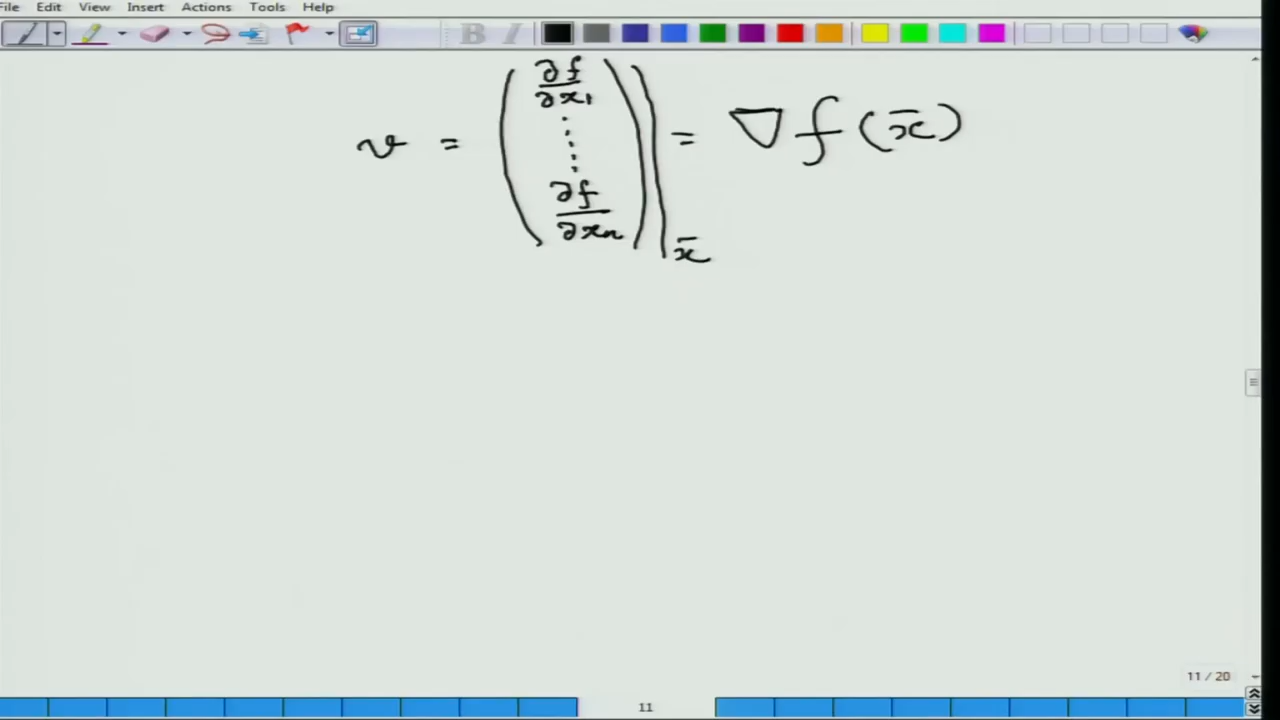 File Edit View Insert Actions Tools Help
B I
v = ( ∂f/∂x₁ ⋮ ∂f/∂xₙ ) |x̄ = ∇f(x̄)
11 / 20
11